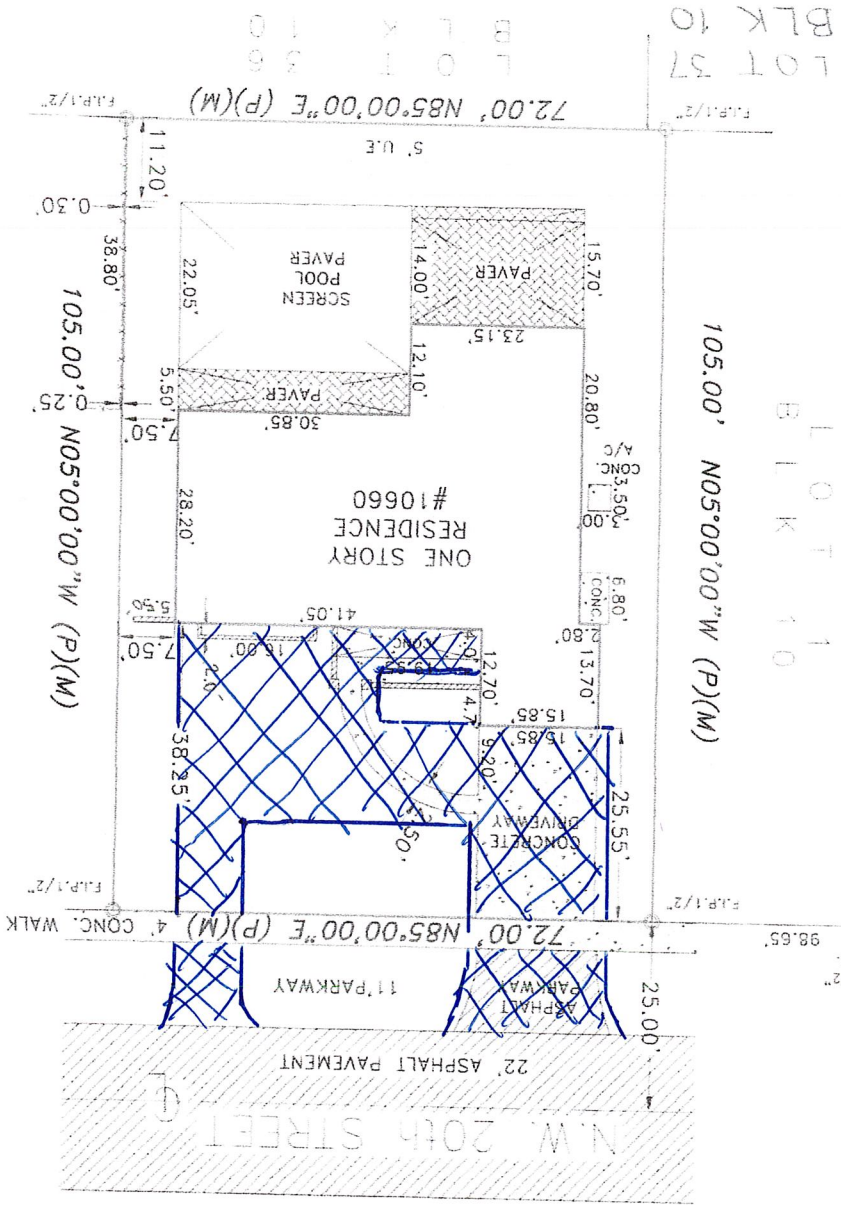 N.W. 20th STREET
℄
22' ASPHALT PAVEMENT
25.00'
ASPHALT
PARKWAY
11' PARKWAY
2"
98.65'
72.00' N85°00'00"E (P)(M)
4' CONC. WALK
F.I.P.1/2"
F.I.P.1/2"
25.55'
CONCRETE
DRIVEWAY
38.25'
9.20'
15.85'
15.85'
4.7'
13.70'
12.70'
2.80'
CONC.
16.00'
7.50'
5.50'
41.05'
6.80'
CONC.
ONE STORY
RESIDENCE
#10660
3.00'
3.50'
CONC.
A/C
28.20'
105.00' N05°00'00"W (P)(M)
105.00' N05°00'00"W (P)(M)
LOT 1
BLK 10
20.80'
30.85'
7.50'
0.25'
PAVER
5.50'
12.10'
23.15'
PAVER
14.00'
15.70'
SCREEN
POOL
PAVER
22.05'
38.80'
0.30'
11.20'
5' U.E
72.00' N85°00'00"E (P)(M)
F.I.P.1/2"
F.I.P.1/2"
LOT 37
BLK 10
LOT 36
BLK 10